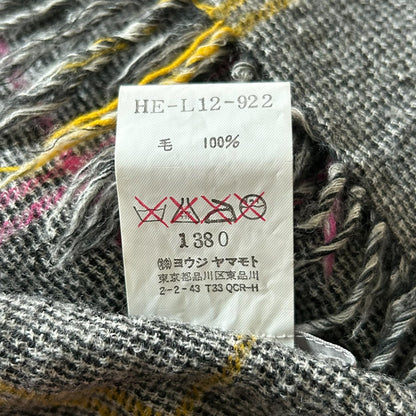 HE-L12-922
毛 100%
1380
㈱ヨウジ ヤマモト
東京都品川区東品川
2-2-43 T33 QCR-H